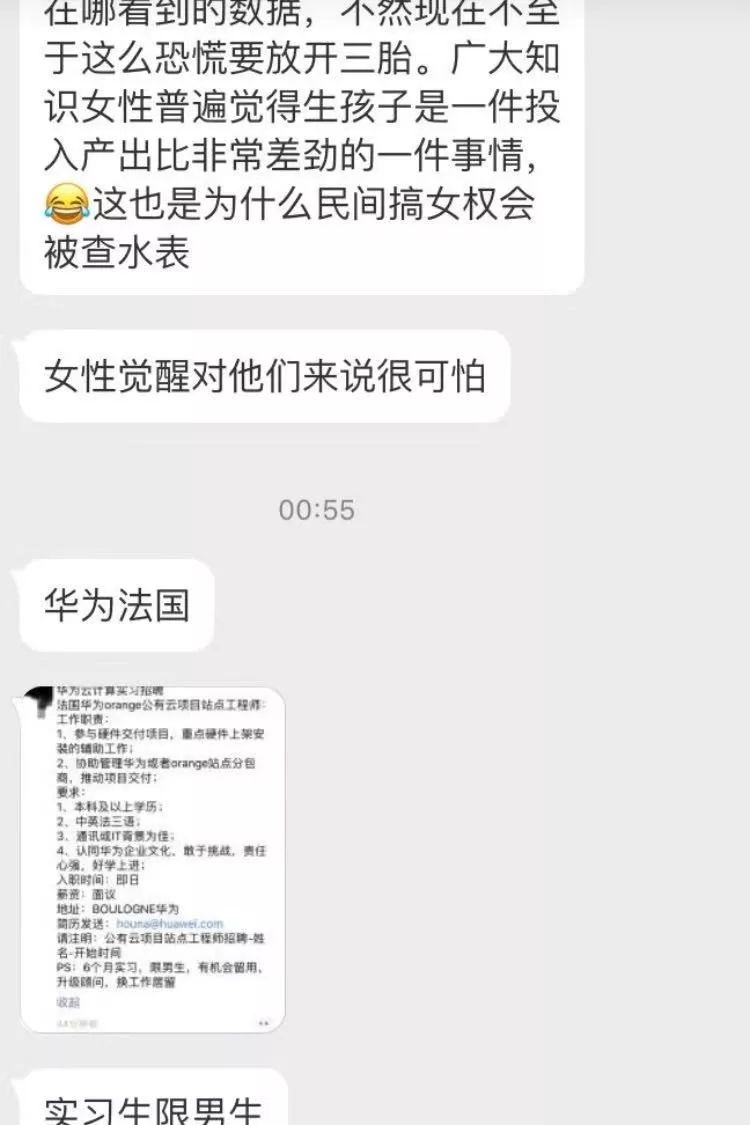 在哪看到的数据，不然现在不至
于这么恐慌要放开三胎。广大知
识女性普遍觉得生孩子是一件投
入产出比非常差劲的一件事情，
😂这也是为什么民间搞女权会
被查水表
女性觉醒对他们来说很可怕
00:55
华为法国
华为云计算实习招聘
法国华为orange公有云项目站点工程师：
工作职责：
1、参与硬件交付项目，重点硬件上架安
装的辅助工作；
2、协助管理华为或者orange站点分包
商，推动项目交付；
要求：
1、本科及以上学历；
2、中英法三语；
3、通讯或IT背景为佳；
4、认同华为企业文化，敢于挑战，责任
心强，好学上进；
入职时间：即日
薪资：面议
地址：BOULOGNE华为
简历发送：houna@huawei.com
请注明：公有云项目站点工程师招聘-姓
名-开始时间
PS：6个月实习，限男生，有机会留用，
升级顾问，换工作居留
收起
实习生限男生